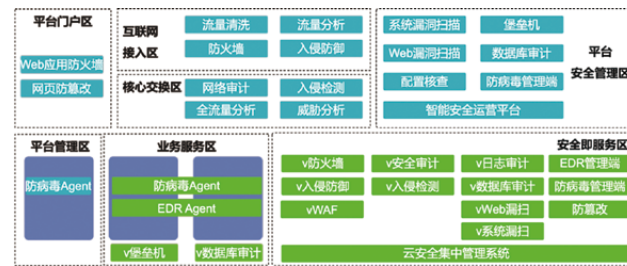 平台门户区
Web应用防火墙
网页防篡改
互联网
接入区
流量清洗
流量分析
防火墙
入侵防御
核心交换区
网络审计
入侵检测
全流量分析
威胁分析
系统漏洞扫描
堡垒机
Web漏洞扫描
数据库审计
配置核查
防病毒管理端
智能安全运营平台
平台
安全管理区
平台管理区
防病毒Agent
业务服务区
防病毒Agent
EDR Agent
v堡垒机
v数据库审计
安全即服务区
v防火墙
v安全审计
v日志审计
EDR管理端
v入侵防御
v入侵检测
v数据库审计
防病毒管理端
vWAF
vWeb漏扫
防篡改
v系统漏扫
云安全集中管理系统